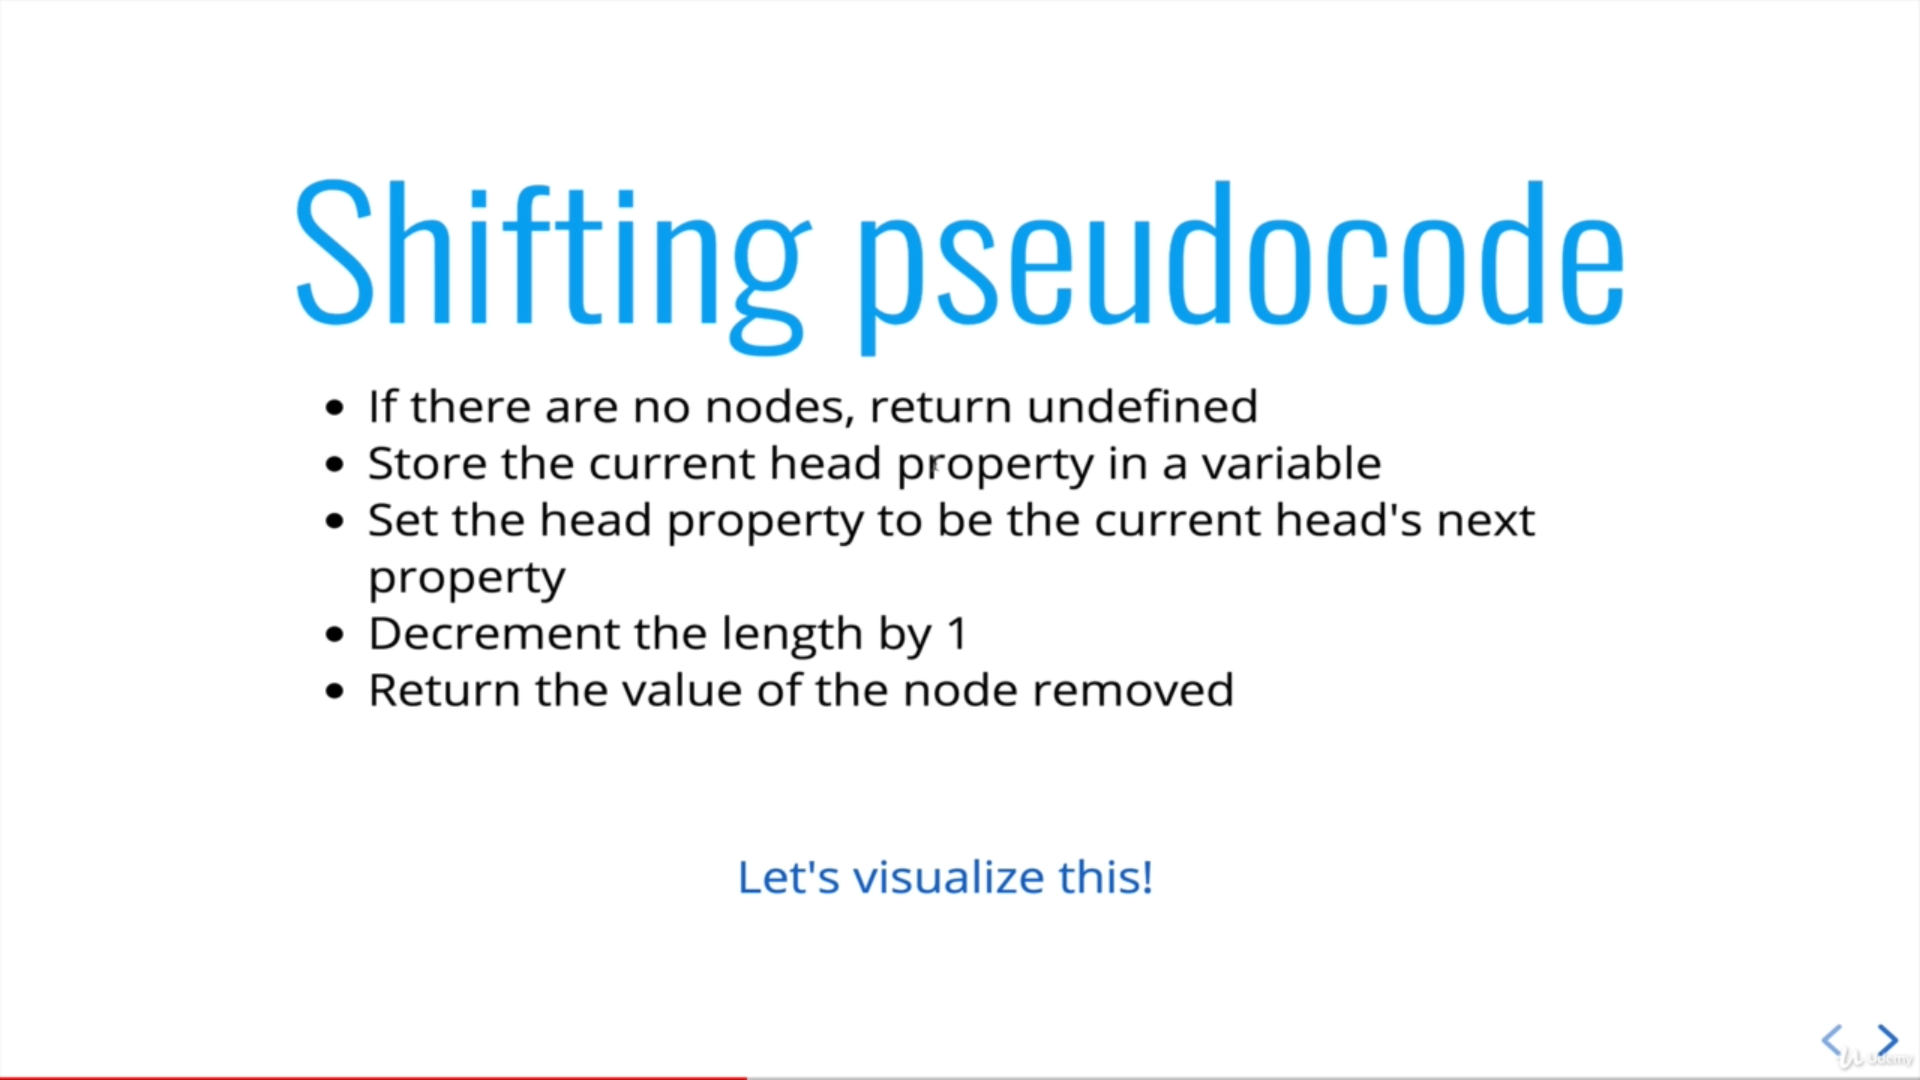 Shifting pseudocode
• If there are no nodes, return undefined
• Store the current head property in a variable
• Set the head property to be the current head's next
property
• Decrement the length by 1
• Return the value of the node removed
Let's visualize this!
Udemy